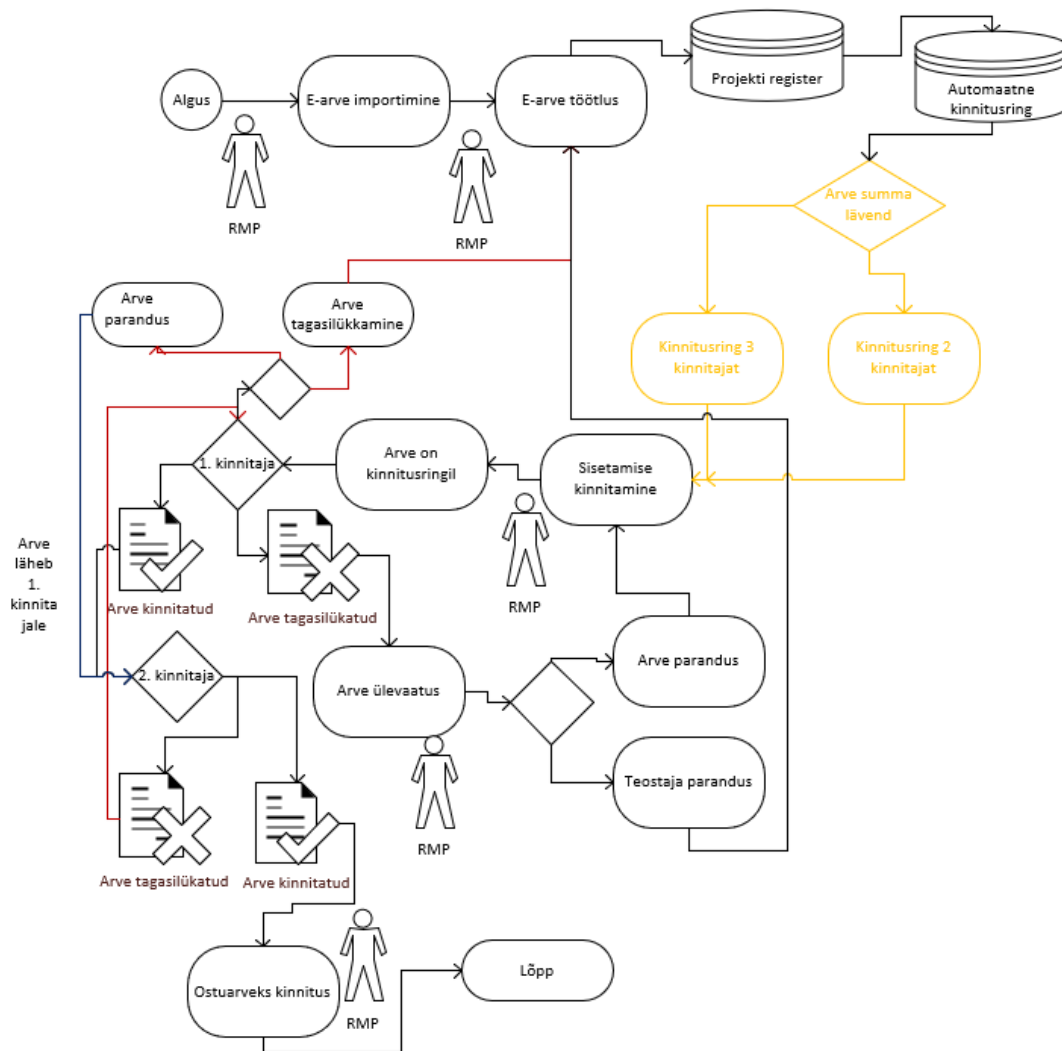 Projekti register
Automaatne
kinnitusring
Algus
E-arve importimine
E-arve töötlus
RMP
RMP
Arve summa
lävend
Arve
parandus
Arve
tagasilükkamine
Kinnitusring 3
kinnitajat
Kinnitusring 2
kinnitajat
1. kinnitaja
Arve on
kinnitusringil
Sisetamise
kinnitamine
RMP
Arve
läheb
1.
kinnita
jale
Arve kinnitatud
Arve tagasilükatud
2. kinnitaja
Arve ülevaatus
Arve parandus
Teostaja parandus
RMP
Arve tagasilükatud
Arve kinnitatud
Ostuarveks kinnitus
RMP
Lõpp